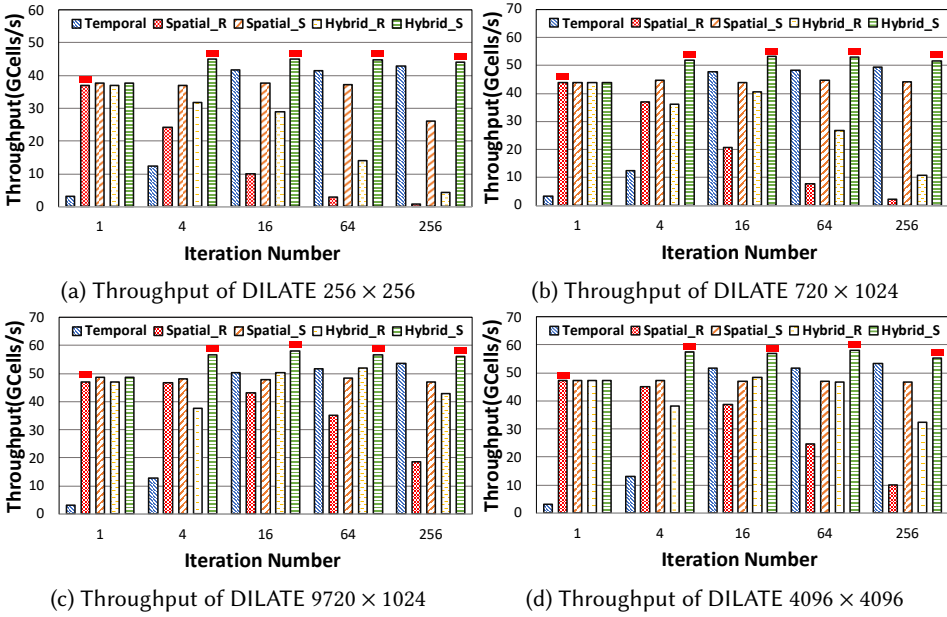 60
50
40
30
20
10
0
Throughput(GCells/s)
Temporal Spatial_R Spatial_S Hybrid_R Hybrid_S
1 4 16 64 256
Iteration Number
(a) Throughput of DILATE 256 × 256
70
60
50
40
30
20
10
0
Throughput(GCells/s)
Temporal Spatial_R Spatial_S Hybrid_R Hybrid_S
1 4 16 64 256
Iteration Number
(b) Throughput of DILATE 720 × 1024
70
60
50
40
30
20
10
0
Throughput(GCells/s)
Temporal Spatial_R Spatial_S Hybrid_R Hybrid_S
1 4 16 64 256
Iteration Number
(c) Throughput of DILATE 9720 × 1024
70
60
50
40
30
20
10
0
Throughput(GCells/s)
Temporal Spatial_R Spatial_S Hybrid_R Hybrid_S
1 4 16 64 256
Iteration Number
(d) Throughput of DILATE 4096 × 4096